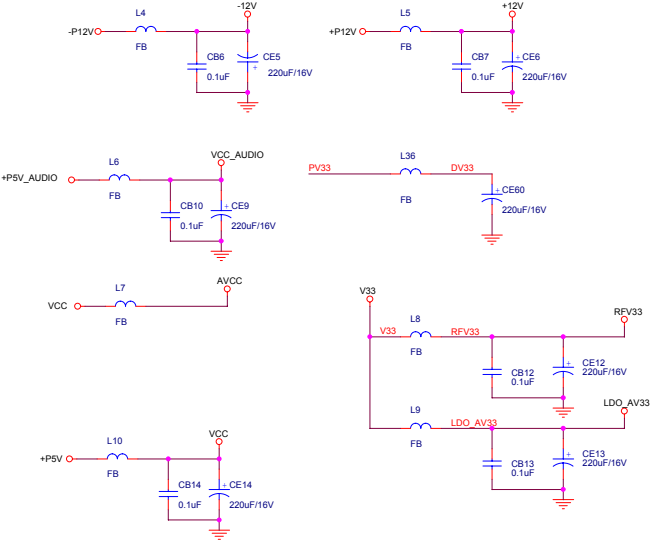 L4
-12V
-P12V
FB
CB6
0.1uF
CE5
220uF/16V
+
L5
+12V
+P12V
FB
CB7
0.1uF
+
CE6
220uF/16V
L6
VCC_AUDIO
+P5V_AUDIO
FB
CB10
0.1uF
+
CE9
220uF/16V
L36
PV33
DV33
FB
+
CE60
220uF/16V
L7
AVCC
VCC
FB
V33
L8
RFV33
V33
RFV33
FB
CB12
0.1uF
+
CE12
220uF/16V
L9
LDO_AV33
LDO_AV33
FB
CB13
0.1uF
+
CE13
220uF/16V
L10
VCC
+P5V
FB
CB14
0.1uF
+
CE14
220uF/16V